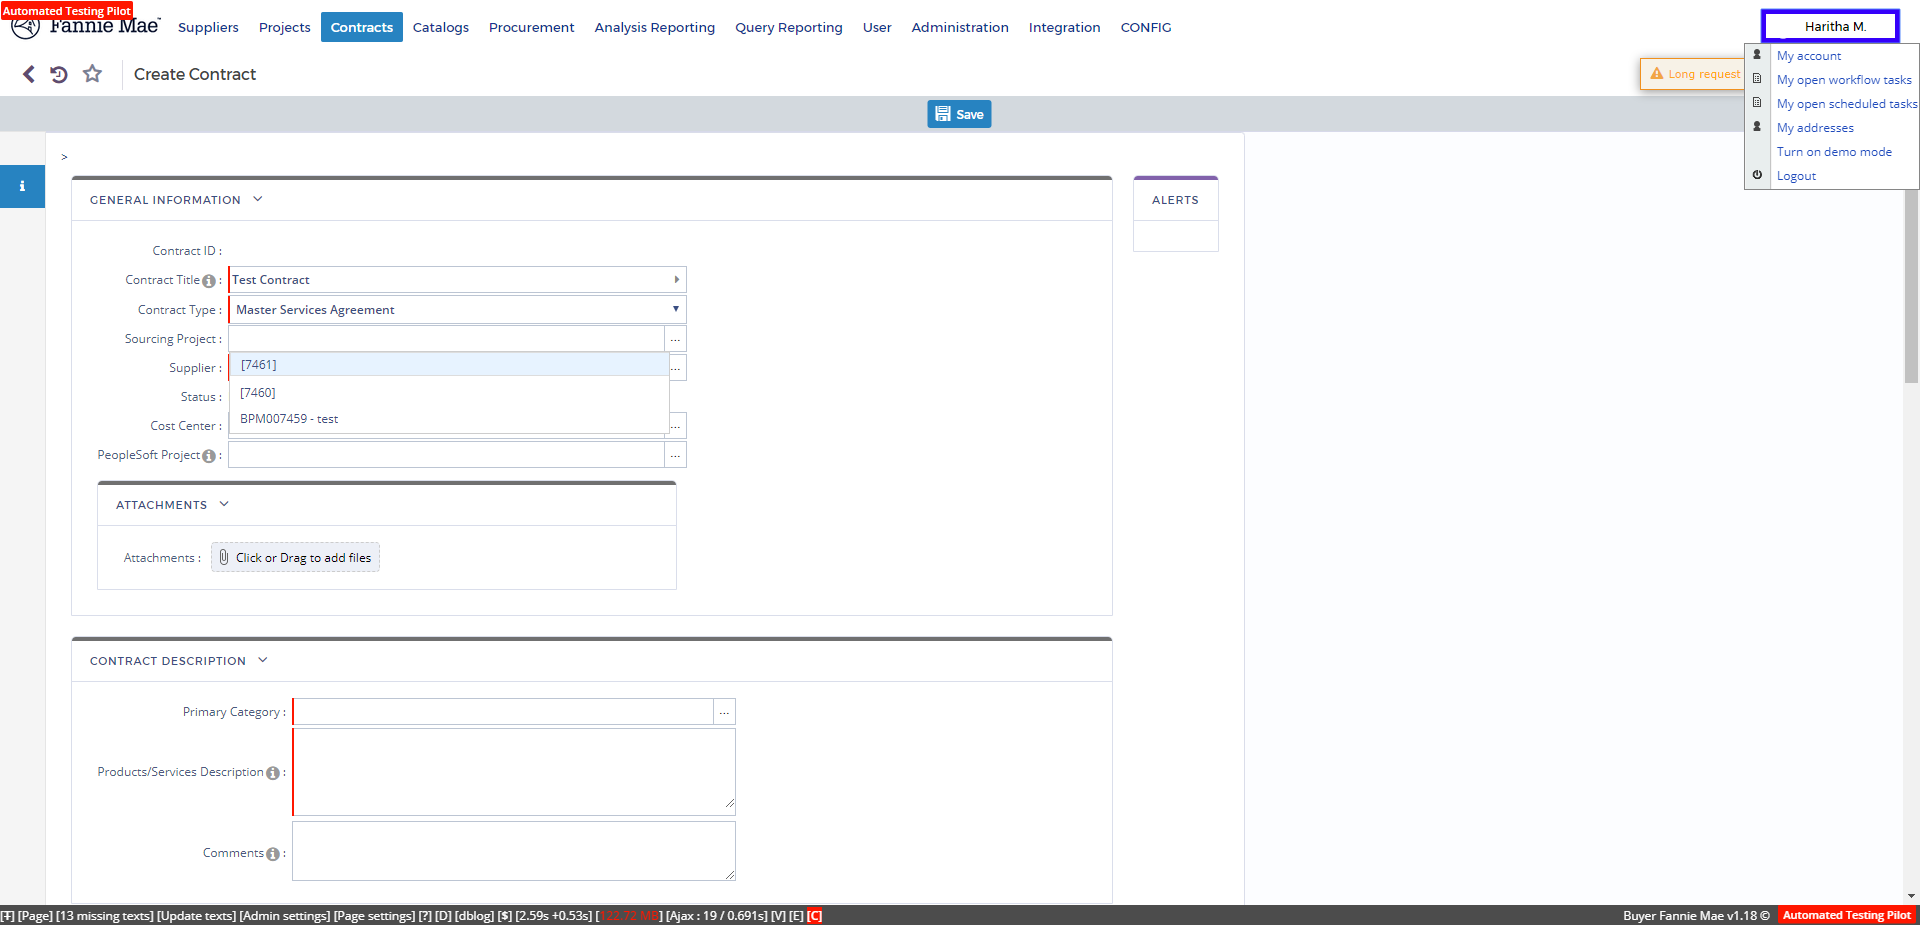 Automated Testing Pilot
Fannie Mae
Suppliers Projects Contracts Catalogs Procurement Analysis Reporting Query Reporting User Administration Integration CONFIG
Haritha M.
My account
My open workflow tasks
My open scheduled tasks
My addresses
Turn on demo mode
Logout
Create Contract
Long request
Save
>
GENERAL INFORMATION
ALERTS
Contract ID :
Contract Title : Test Contract
Contract Type : Master Services Agreement
Sourcing Project : ...
Supplier : ...
[7461]
Status :
[7460]
BPM007459 - test
Cost Center : ...
PeopleSoft Project : ...
ATTACHMENTS
Attachments : Click or Drag to add files
CONTRACT DESCRIPTION
Primary Category : ...
Products/Services Description :
Comments :
[T] [Page] [13 missing texts] [Update texts] [Admin settings] [Page settings] [?] [D] [dblog] [$] [2.59s +0.53s] [122.72 MB] [Ajax : 19 / 0.691s] [V] [E] [C]
Buyer Fannie Mae v1.18 © Automated Testing Pilot